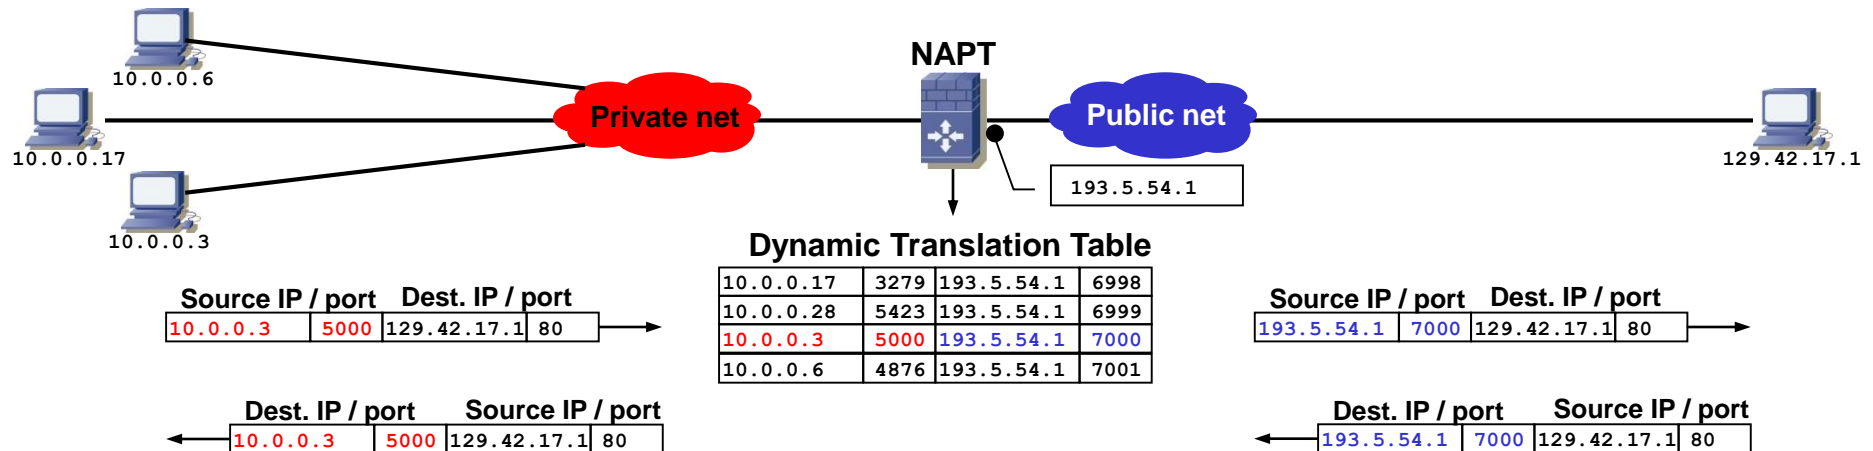 10.0.0.6
10.0.0.17
10.0.0.3
Private net
NAPT
Public net
193.5.54.1
129.42.17.1
Dynamic Translation Table
10.0.0.17 3279 193.5.54.1 6998
10.0.0.28 5423 193.5.54.1 6999
10.0.0.3 5000 193.5.54.1 7000
10.0.0.6 4876 193.5.54.1 7001
Source IP / port Dest. IP / port
10.0.0.3 5000 129.42.17.1 80
Dest. IP / port Source IP / port
10.0.0.3 5000 129.42.17.1 80
Source IP / port Dest. IP / port
193.5.54.1 7000 129.42.17.1 80
Dest. IP / port Source IP / port
193.5.54.1 7000 129.42.17.1 80